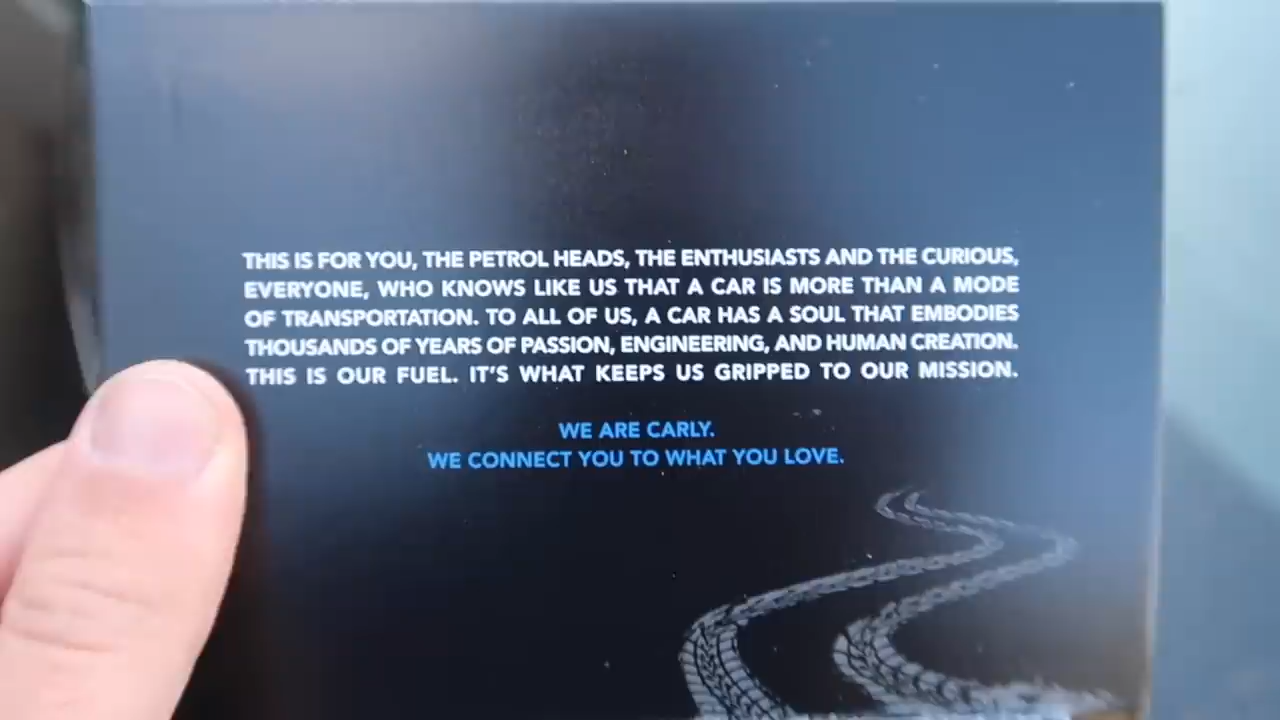 THIS IS FOR YOU, THE PETROL HEADS, THE ENTHUSIASTS AND THE CURIOUS,
EVERYONE, WHO KNOWS LIKE US THAT A CAR IS MORE THAN A MODE
OF TRANSPORTATION. TO ALL OF US, A CAR HAS A SOUL THAT EMBODIES
THOUSANDS OF YEARS OF PASSION, ENGINEERING, AND HUMAN CREATION.
THIS IS OUR FUEL. IT'S WHAT KEEPS US GRIPPED TO OUR MISSION.
WE ARE CARLY.
WE CONNECT YOU TO WHAT YOU LOVE.